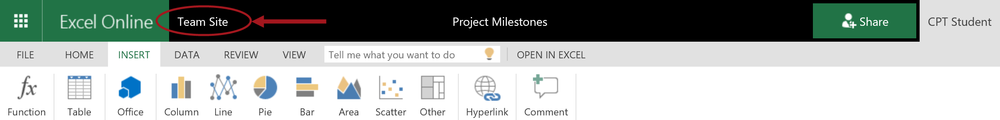 Excel Online Team Site Project Milestones Share CPT Student
FILE HOME INSERT DATA REVIEW VIEW Tell me what you want to do OPEN IN EXCEL
fx
Function Table Office Column Line Pie Bar Area Scatter Other Hyperlink Comment